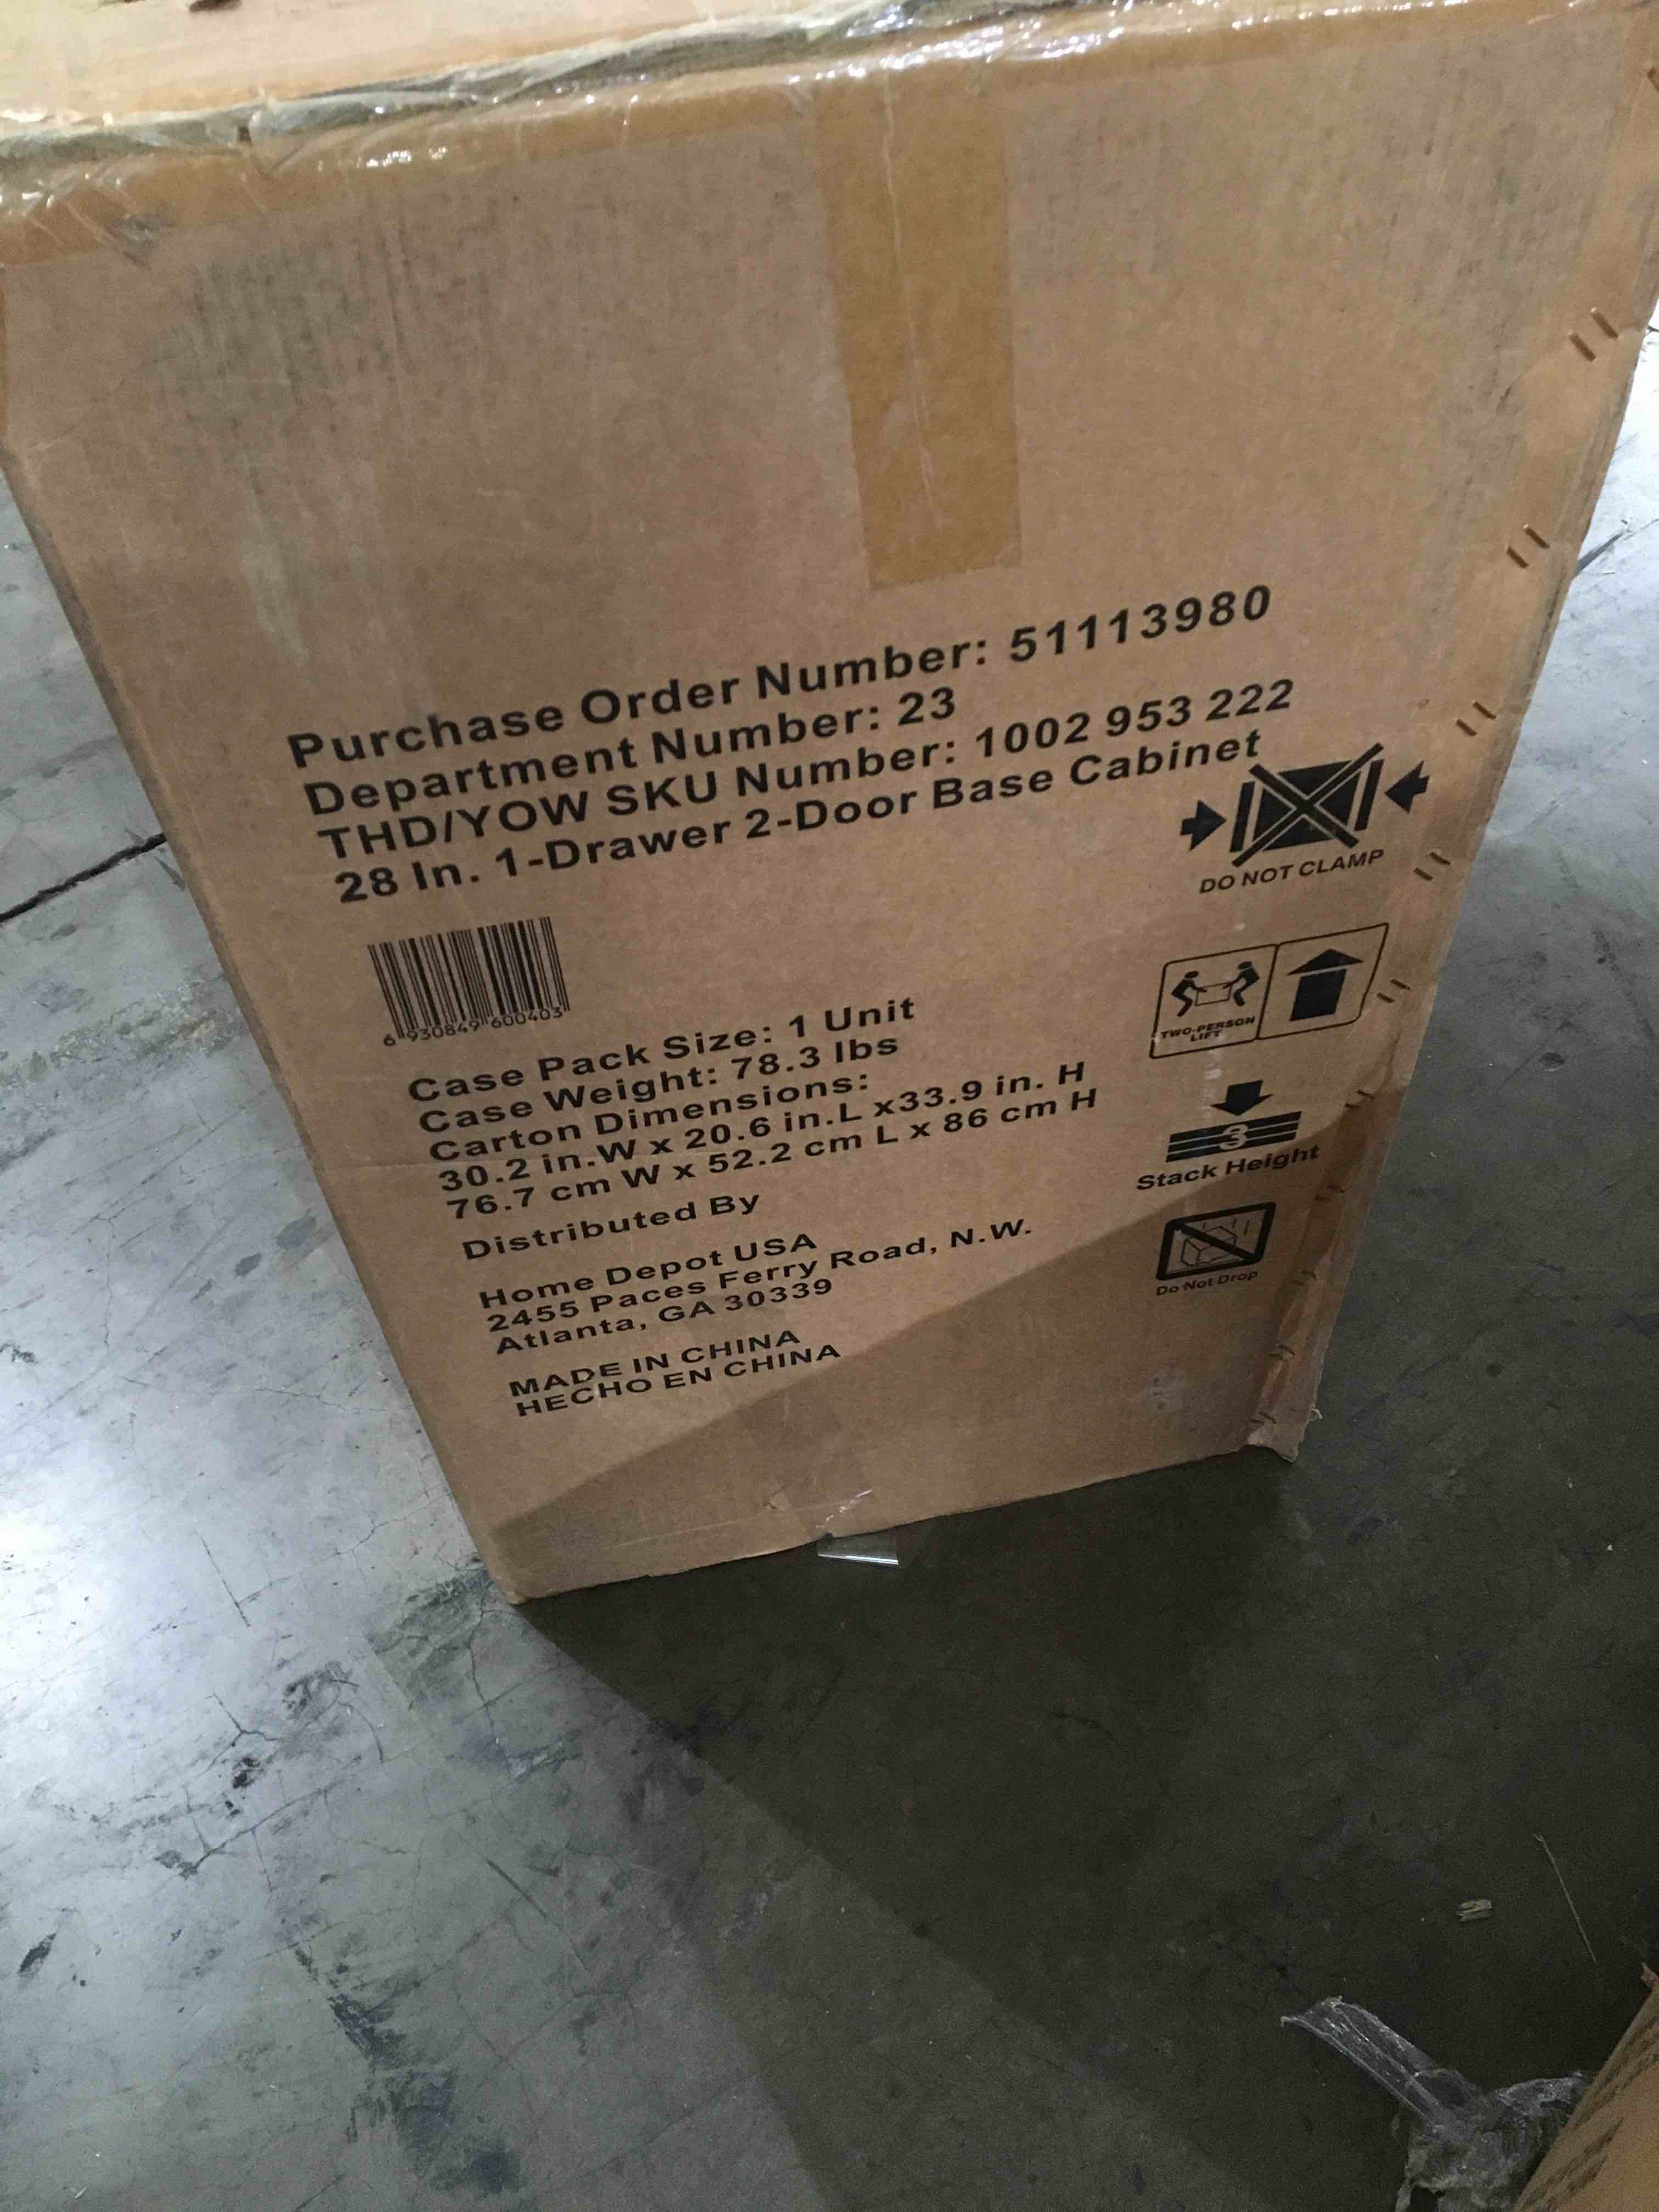 Purchase Order Number: 51113980
Department Number: 23
THD/YOW SKU Number: 1002 953 222
28 In. 1-Drawer 2-Door Base Cabinet
DO NOT CLAMP
6 930849 600403
TWO-PERSON
LIFT
Case Pack Size: 1 Unit
Case Weight: 78.3 lbs
Carton Dimensions:
30.2 in.W x 20.6 in.L x33.9 in. H
76.7 cm W x 52.2 cm L x 86 cm H
3
Stack Height
Distributed By
Do Not Drop
Home Depot USA
2455 Paces Ferry Road, N.W.
Atlanta, GA 30339
MADE IN CHINA
HECHO EN CHINA